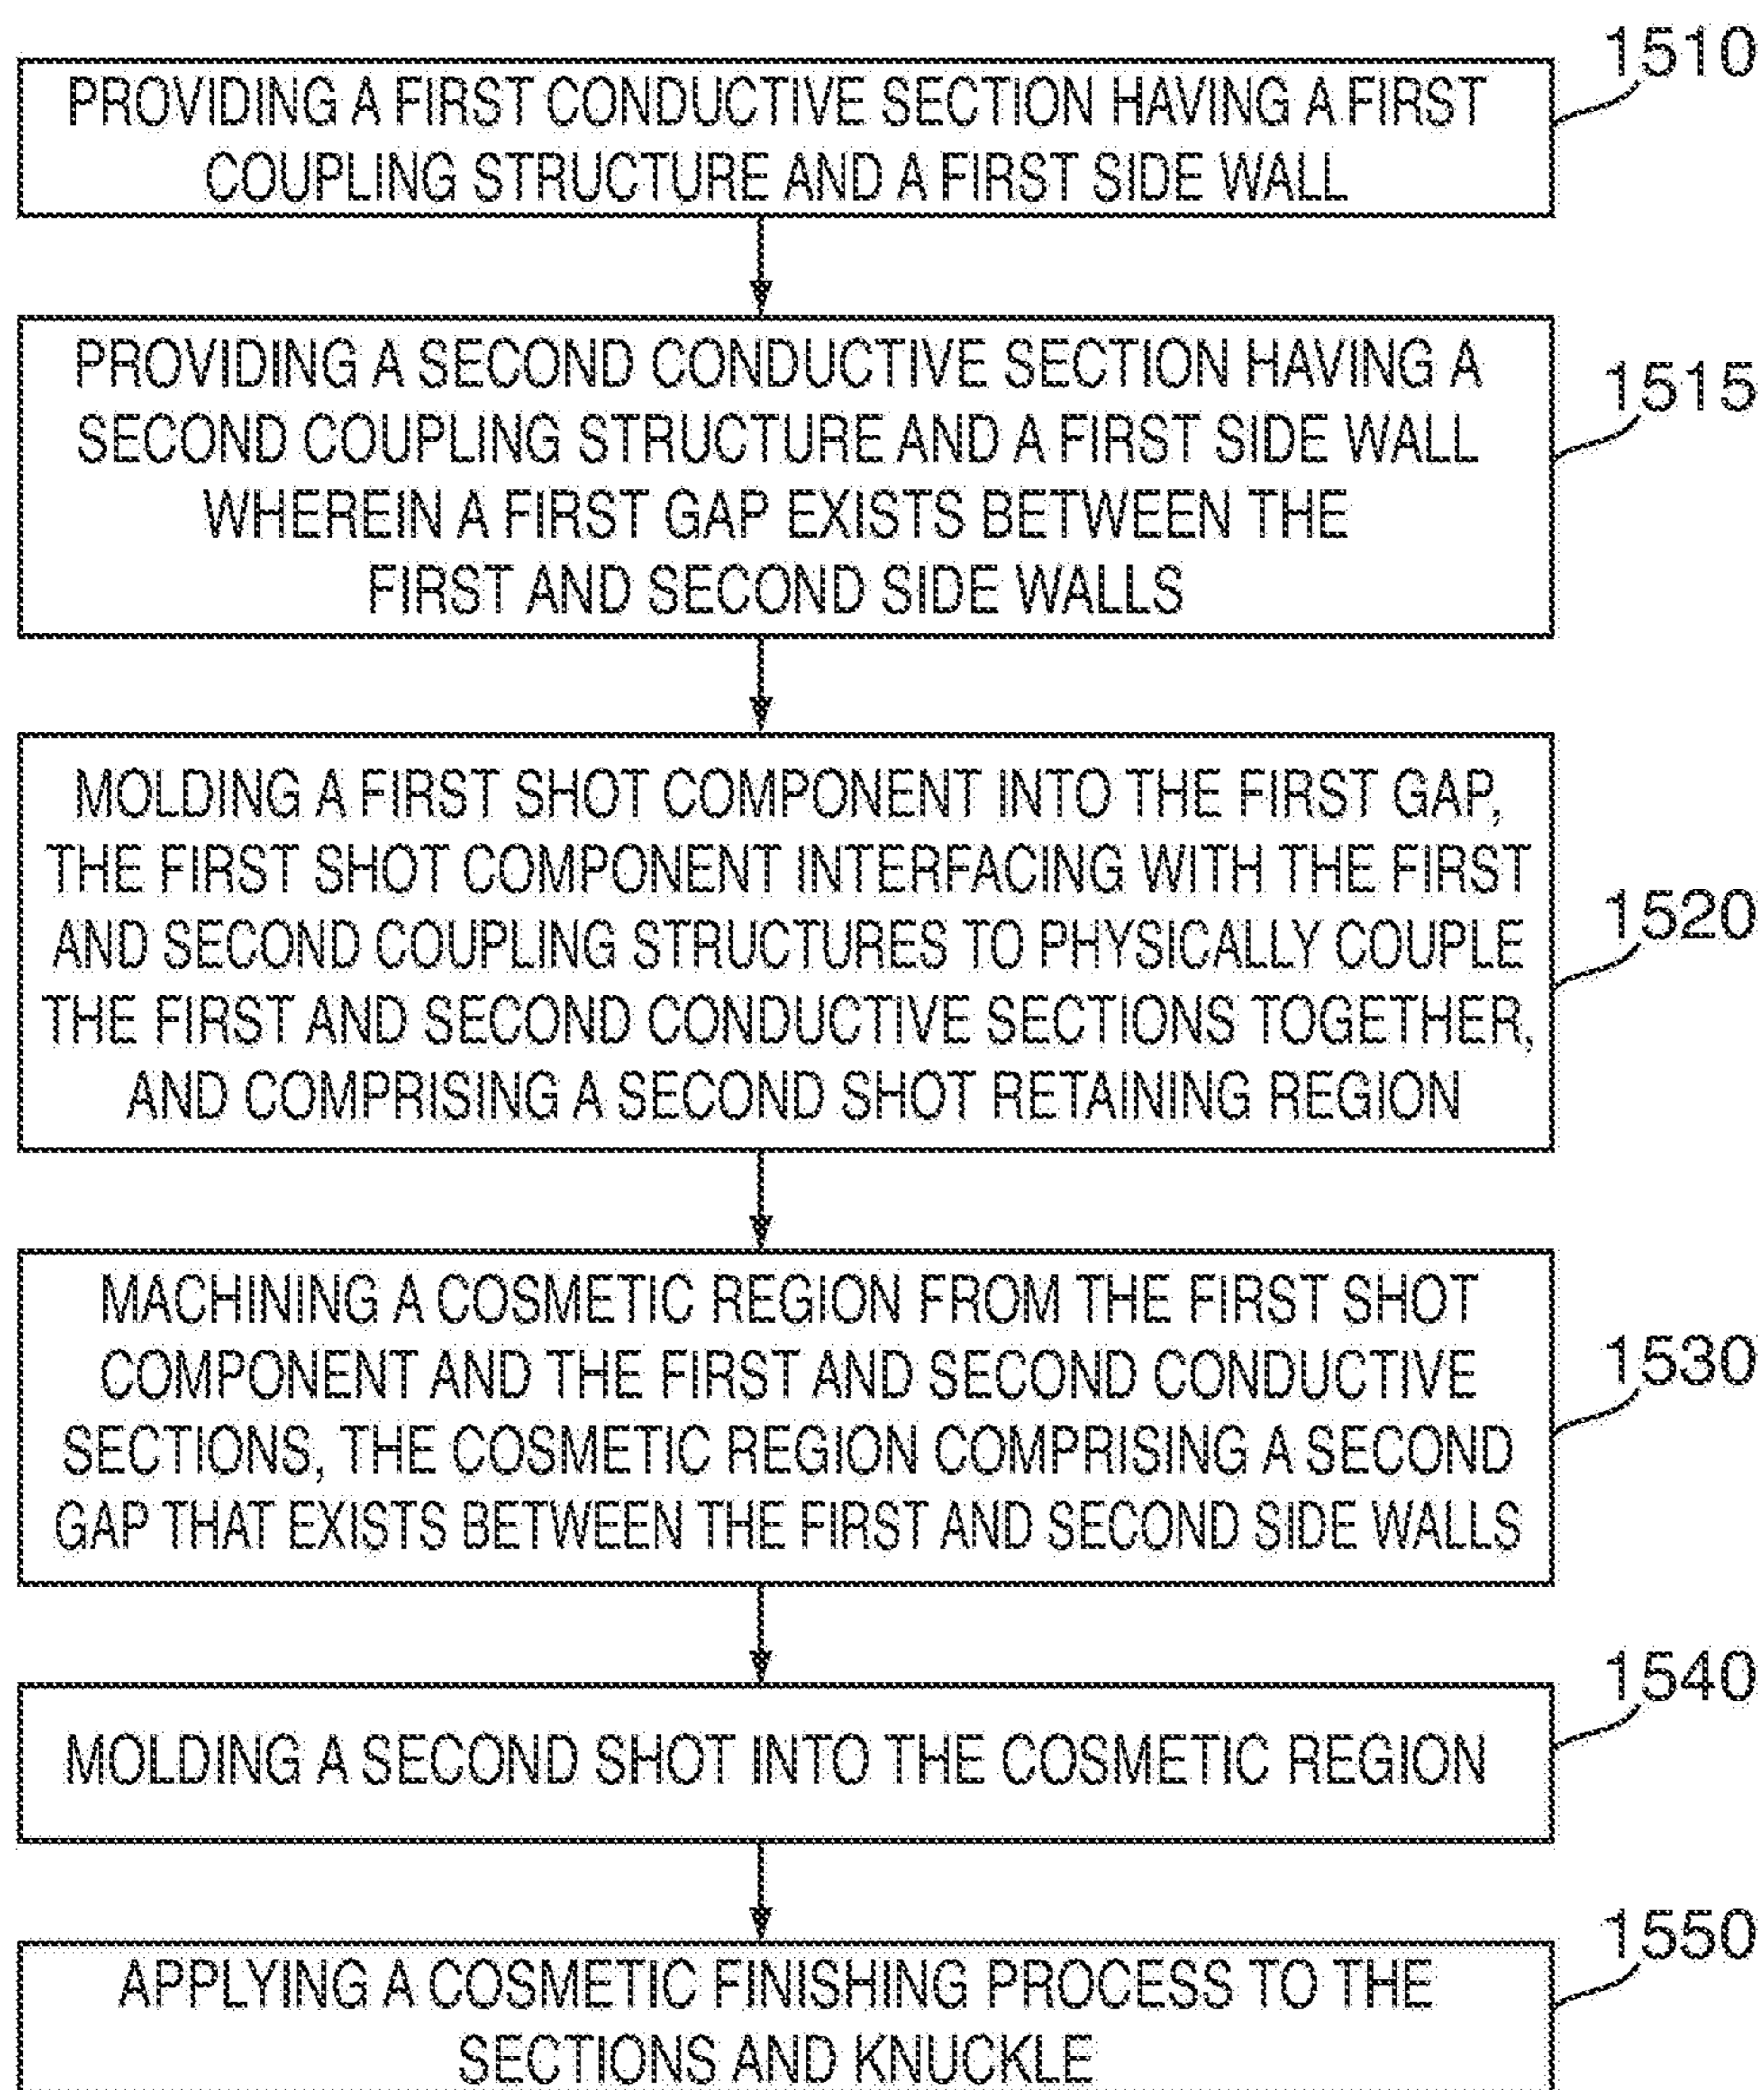 1510
PROVIDING A FIRST CONDUCTIVE SECTION HAVING A FIRST
COUPLING STRUCTURE AND A FIRST SIDE WALL
1515
PROVIDING A SECOND CONDUCTIVE SECTION HAVING A
SECOND COUPLING STRUCTURE AND A FIRST SIDE WALL
WHEREIN A FIRST GAP EXISTS BETWEEN THE
FIRST AND SECOND SIDE WALLS
1520
MOLDING A FIRST SHOT COMPONENT INTO THE FIRST GAP,
THE FIRST SHOT COMPONENT INTERFACING WITH THE FIRST
AND SECOND COUPLING STRUCTURES TO PHYSICALLY COUPLE
THE FIRST AND SECOND CONDUCTIVE SECTIONS TOGETHER,
AND COMPRISING A SECOND SHOT RETAINING REGION
1530
MACHINING A COSMETIC REGION FROM THE FIRST SHOT
COMPONENT AND THE FIRST AND SECOND CONDUCTIVE
SECTIONS, THE COSMETIC REGION COMPRISING A SECOND
GAP THAT EXISTS BETWEEN THE FIRST AND SECOND SIDE WALLS
1540
MOLDING A SECOND SHOT INTO THE COSMETIC REGION
1550
APPLYING A COSMETIC FINISHING PROCESS TO THE
SECTIONS AND KNUCKLE